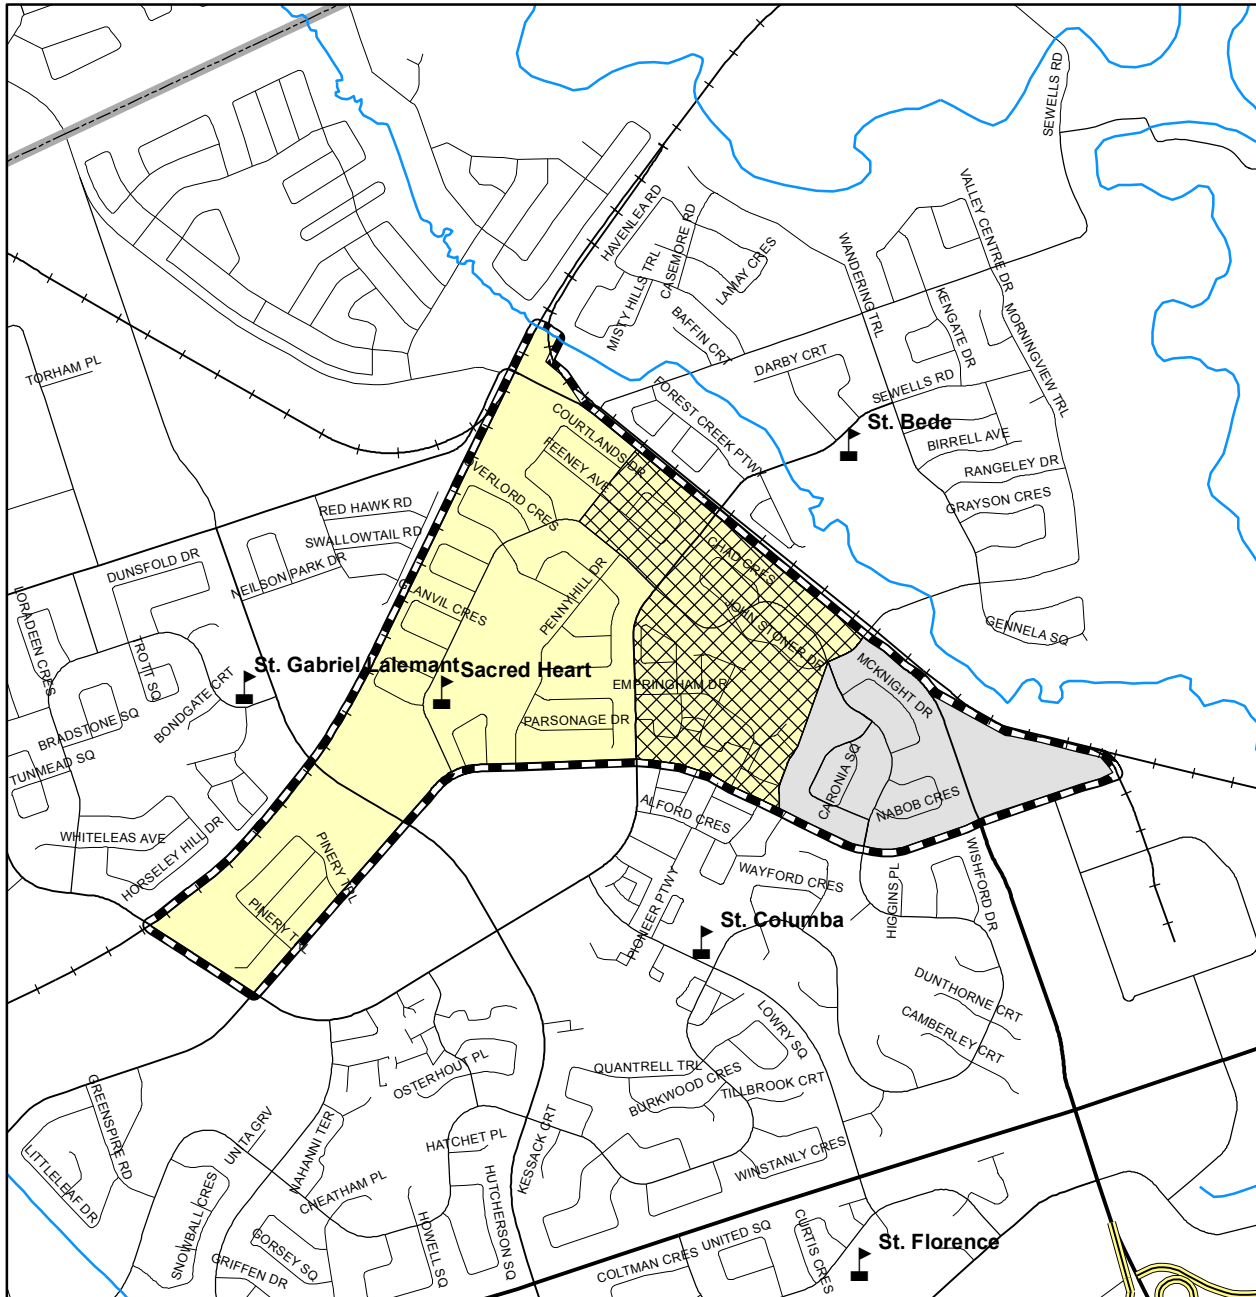 SEWELLS RD
VALLEY CENTRE DR
HAVENLEA RD
CASEMORE RD
LAMAY CRES
MISTY HILLS TRL
WANDERING TRL
KENGATE DR
MORNINGVIEW TRL
BAFFIN CRT
DARBY CRT
TORHAM PL
SEWELLS RD
FOREST CREEK PTWY
COURTLANDS DR
St. Bede
FEENEY AVE
BIRRELL AVE
RANGELEY DR
OVERLORD CRES
RED HAWK RD
GRAYSON CRES
SWALLOWTAIL RD
DUNSFOLD DR
NEILSON PARK DR
CHAD CRES
PENNYHILL DR
GLANVIL CRES
LORADEEN CRES
JOHN STONER DR
GENNELA SQ
TROTT SQ
St. Gabriel Lalemant
Sacred Heart
MCKNIGHT DR
EMPRINGHAM DR
BONDGATE CRT
BRADSTONE SQ
PARSONAGE DR
TUNMEAD SQ
CARONIA SQ
NABOB CRES
ALFORD CRES
WHITELEAS AVE
HORSELEY HILL DR
PINERY TRL
WAYFORD CRES
HIGGINS PL
WISHFORD DR
PINERY T L
PIONEER PTWY
St. Columba
DUNTHORNE CRT
CAMBERLEY CRT
LOWRY SQ
OSTERHOUT PL
QUANTRELL TRL
BURKWOOD CRES
TILLBROOK CRT
GREENSPIRE RD
UNITA GRV
NAHANNI TER
HATCHET PL
KESSACK CRT
WINSTANLY CRES
LITTLELEAF DR
CHEATHAM PL
HUTCHERSON SQ
SNOWBALL CRES
HOWELL SQ
GORSEY SQ
GRIFFEN DR
COLTMAN CRES
UNITED SQ
CURTIS CRES
St. Florence